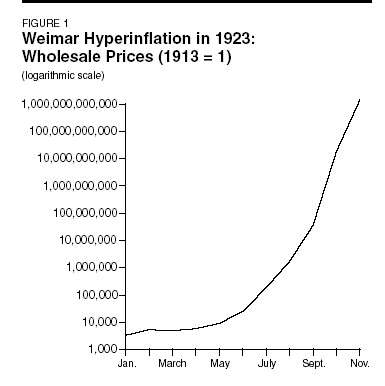 FIGURE 1
Weimar Hyperinflation in 1923:
Wholesale Prices (1913 = 1)
(logarithmic scale)
1,000,000,000,000
100,000,000,000
10,000,000,000
1,000,000,000
100,000,000
10,000,000
1,000,000
100,000
10,000
1,000
Jan. March May July Sept. Nov.